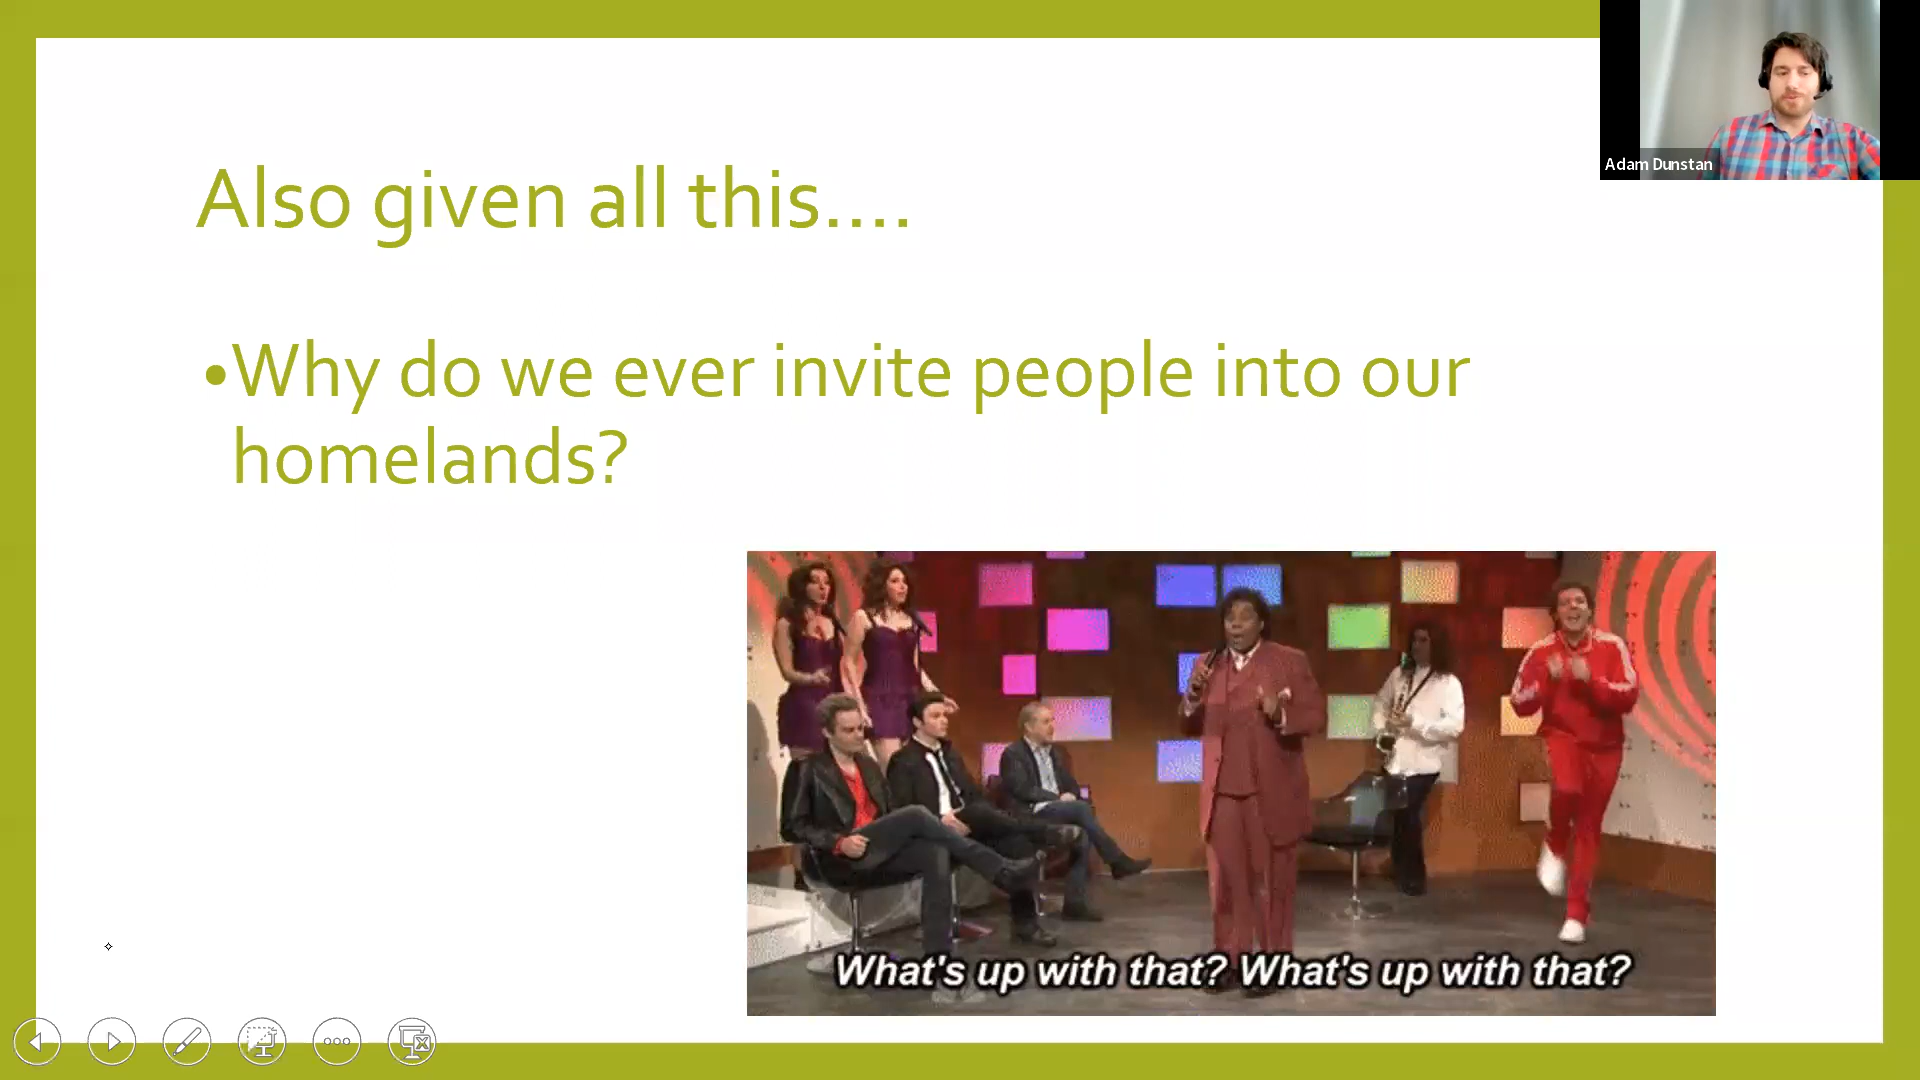 Adam Dunstan
Also given all this....
•Why do we ever invite people into our
homelands?
What's up with that? What's up with that?